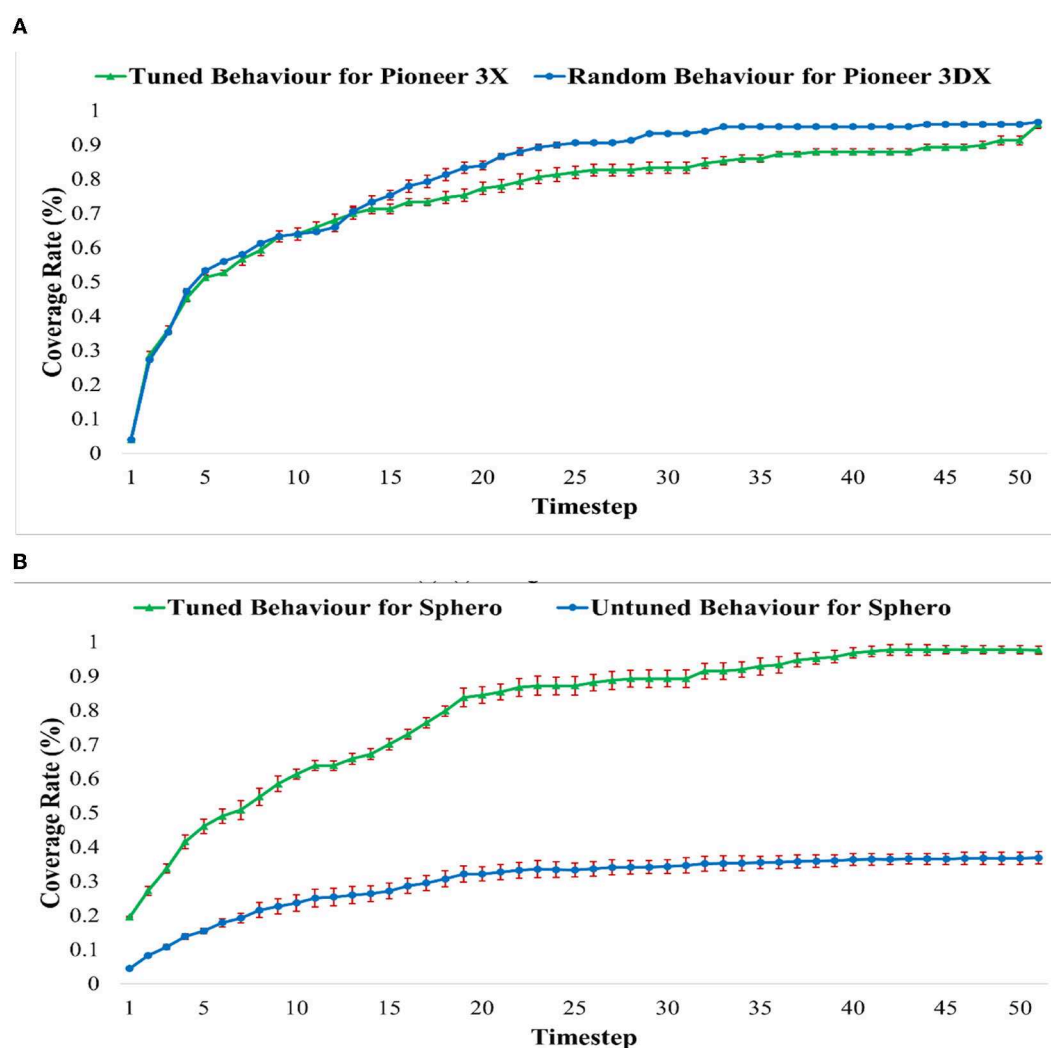 A
Tuned Behaviour for Pioneer 3X Random Behaviour for Pioneer 3DX
1
0.9
0.8
0.7
0.6
0.5
0.4
0.3
0.2
0.1
0
Coverage Rate (%)
1 5 10 15 20 25 30 35 40 45 50
Timestep
B
Tuned Behaviour for Sphero Untuned Behaviour for Sphero
1
0.9
0.8
0.7
0.6
0.5
0.4
0.3
0.2
0.1
0
Coverage Rate (%)
1 5 10 15 20 25 30 35 40 45 50
Timestep